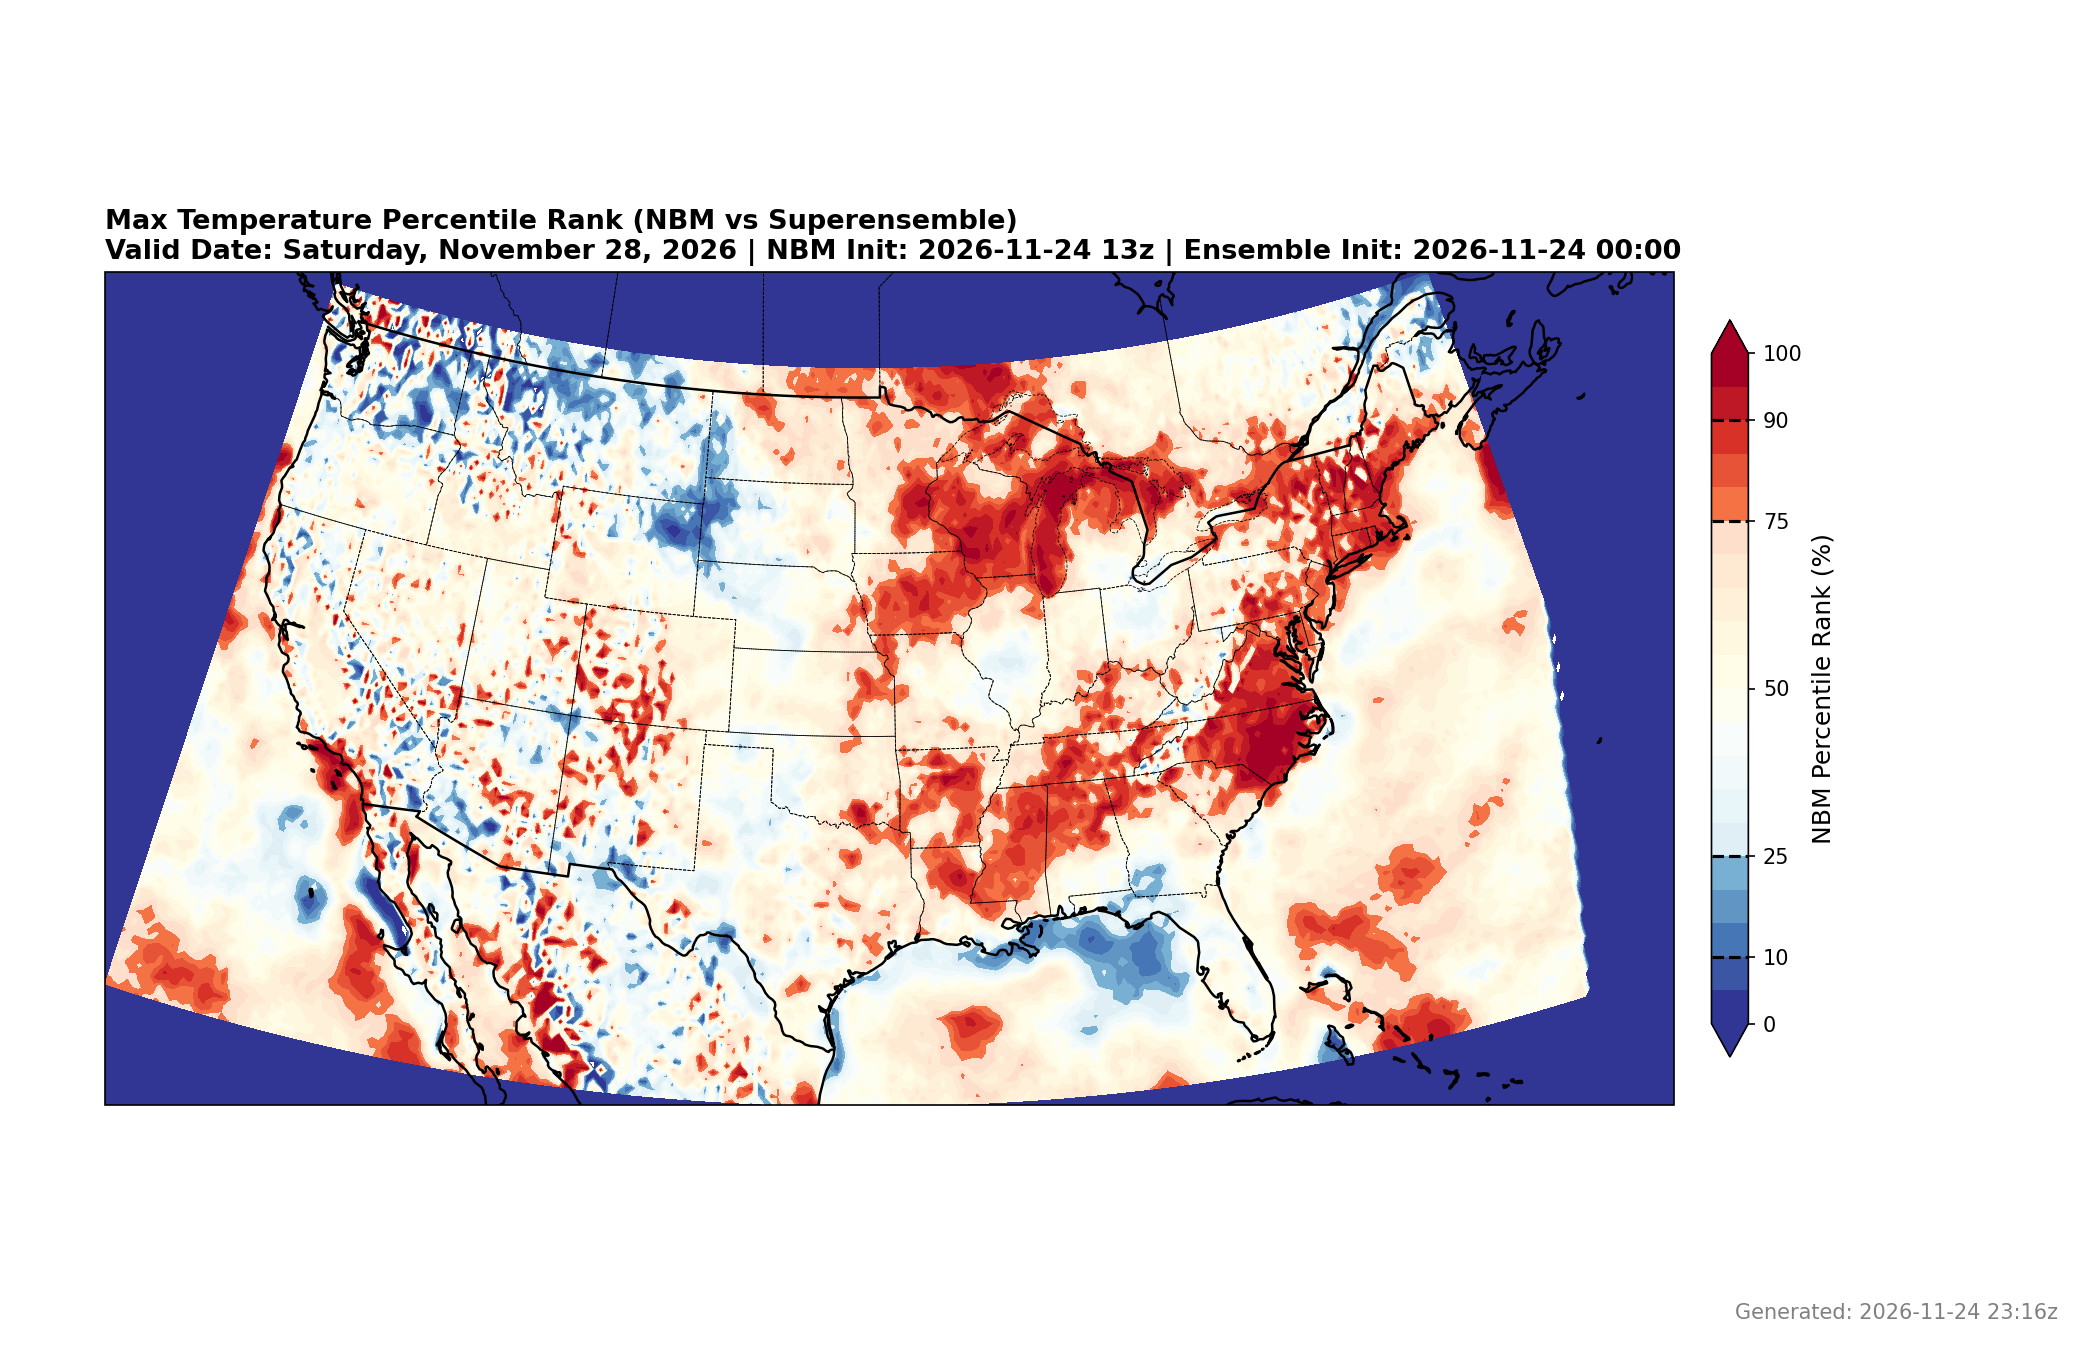 Max Temperature Percentile Rank (NBM vs Superensemble)
Valid Date: Saturday, November 28, 2026 | NBM Init: 2026-11-24 13z | Ensemble Init: 2026-11-24 00:00
100
90
75
50
25
10
0
NBM Percentile Rank (%)
Generated: 2026-11-24 23:16z